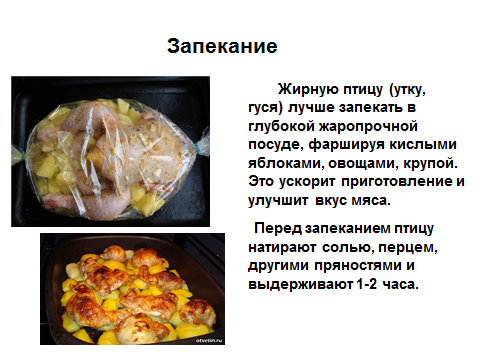 Запекание
Жирную птицу (утку,
гуся) лучше запекать в
глубокой жаропрочной
посуде, фаршируя кислыми
яблоками, овощами, крупой.
Это ускорит приготовление и
улучшит вкус мяса.
Перед запеканием птицу
натирают солью, перцем,
другими пряностями и
выдерживают 1-2 часа.
otvetin.ru